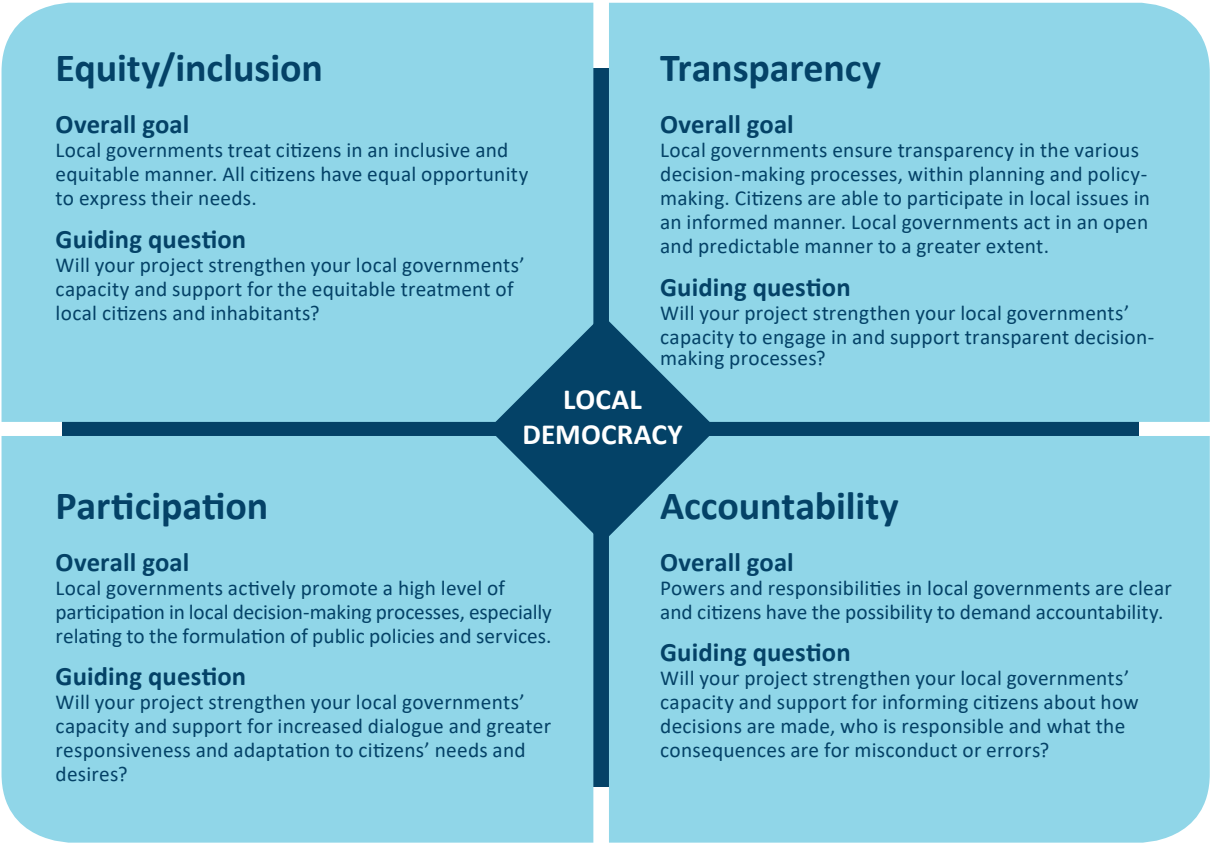 Equity/inclusion
Overall goal
Local governments treat citizens in an inclusive and
equitable manner. All citizens have equal opportunity
to express their needs.
Guiding question
Will your project strengthen your local governments’
capacity and support for the equitable treatment of
local citizens and inhabitants?
Transparency
Overall goal
Local governments ensure transparency in the various
decision-making processes, within planning and policy-
making. Citizens are able to participate in local issues in
an informed manner. Local governments act in an open
and predictable manner to a greater extent.
Guiding question
Will your project strengthen your local governments’
capacity to engage in and support transparent decision-
making processes?
LOCAL
DEMOCRACY
Participation
Overall goal
Local governments actively promote a high level of
participation in local decision-making processes, especially
relating to the formulation of public policies and services.
Guiding question
Will your project strengthen your local governments’
capacity and support for increased dialogue and greater
responsiveness and adaptation to citizens’ needs and
desires?
Accountability
Overall goal
Powers and responsibilities in local governments are clear
and citizens have the possibility to demand accountability.
Guiding question
Will your project strengthen your local governments’
capacity and support for informing citizens about how
decisions are made, who is responsible and what the
consequences are for misconduct or errors?